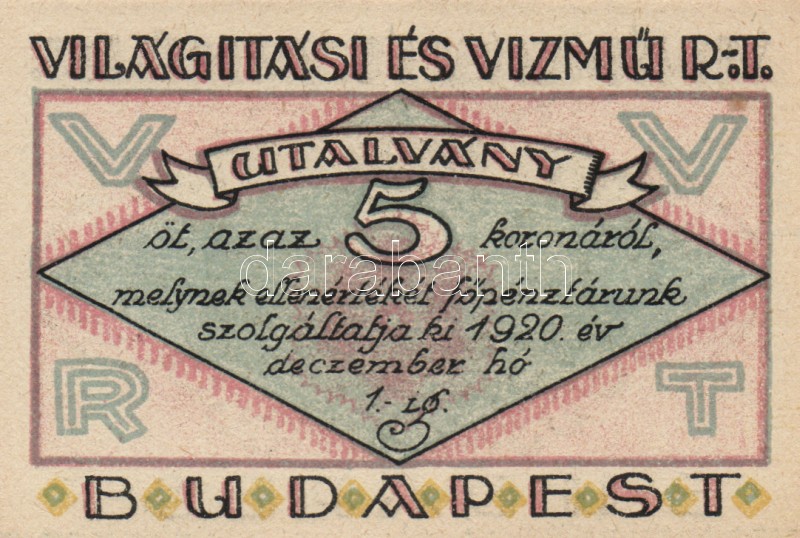 VILÁGITÁSI ÉS VIZMŰ R.-T.
V V
UTALVÁNY
öt, azaz 5 koronáról,
darabanth
melynek ellenértékét főpénztárunk
szolgáltatja ki 1920. év
deczember hó
1.-ig.
R T
BUDAPEST